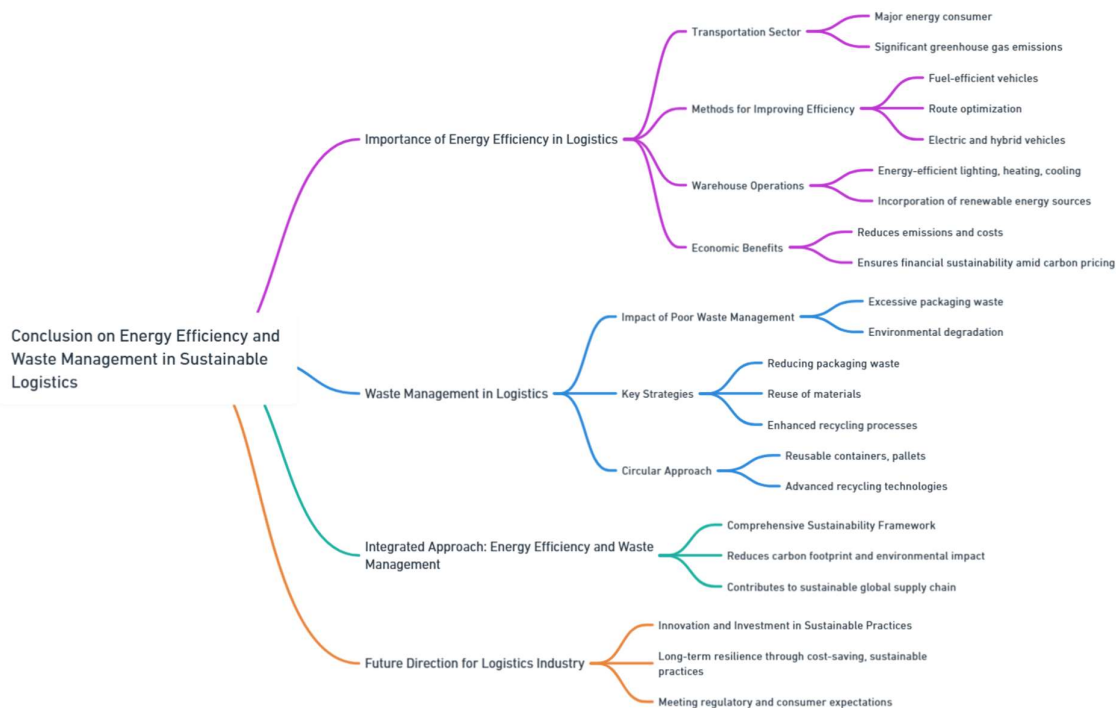 Conclusion on Energy Efficiency and
Waste Management in Sustainable
Logistics
Importance of Energy Efficiency in Logistics
Transportation Sector
Major energy consumer
Significant greenhouse gas emissions
Methods for Improving Efficiency
Fuel-efficient vehicles
Route optimization
Electric and hybrid vehicles
Warehouse Operations
Energy-efficient lighting, heating, cooling
Incorporation of renewable energy sources
Economic Benefits
Reduces emissions and costs
Ensures financial sustainability amid carbon pricing
Waste Management in Logistics
Impact of Poor Waste Management
Excessive packaging waste
Environmental degradation
Key Strategies
Reducing packaging waste
Reuse of materials
Enhanced recycling processes
Circular Approach
Reusable containers, pallets
Advanced recycling technologies
Integrated Approach: Energy Efficiency and Waste
Management
Comprehensive Sustainability Framework
Reduces carbon footprint and environmental impact
Contributes to sustainable global supply chain
Future Direction for Logistics Industry
Innovation and Investment in Sustainable Practices
Long-term resilience through cost-saving, sustainable
practices
Meeting regulatory and consumer expectations